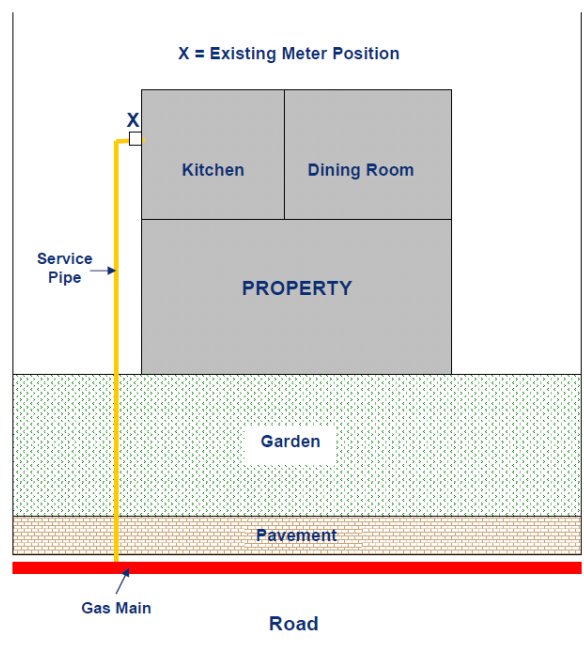 X = Existing Meter Position
X
Kitchen
Dining Room
Service
Pipe
PROPERTY
Garden
Pavement
Gas Main
Road